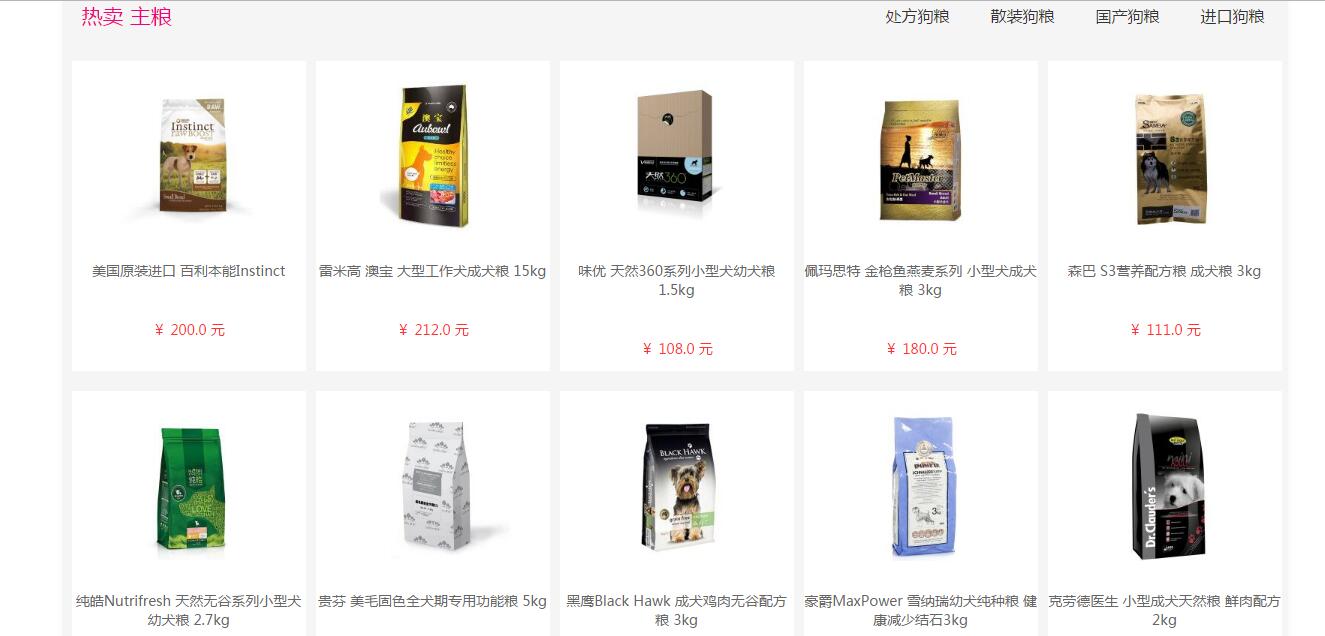 热卖 主粮
处方狗粮 散装狗粮 国产狗粮 进口狗粮
Instinct
澳宝
Aubowl
Healthy
choice
limitless
energy
天然360
PetMaster
美国原装进口 百利本能Instinct
¥ 200.0 元
雷米高 澳宝 大型工作犬成犬粮 15kg
¥ 212.0 元
味优 天然360系列小型犬幼犬粮
1.5kg
¥ 108.0 元
佩玛思特 金枪鱼燕麦系列 小型犬成犬
粮 3kg
¥ 180.0 元
森巴 S3营养配方粮 成犬粮 3kg
¥ 111.0 元
LOVE
BLACK HAWK
grain free
3kg
mini
Dr.Clauder's
纯皓Nutrifresh 天然无谷系列小型犬
幼犬粮 2.7kg
贵芬 美毛固色全犬期专用功能粮 5kg
黑鹰Black Hawk 成犬鸡肉无谷配方
粮 3kg
豪爵MaxPower 雪纳瑞幼犬纯种粮 健
康减少结石3kg
克劳德医生 小型成犬天然粮 鲜肉配方
2kg